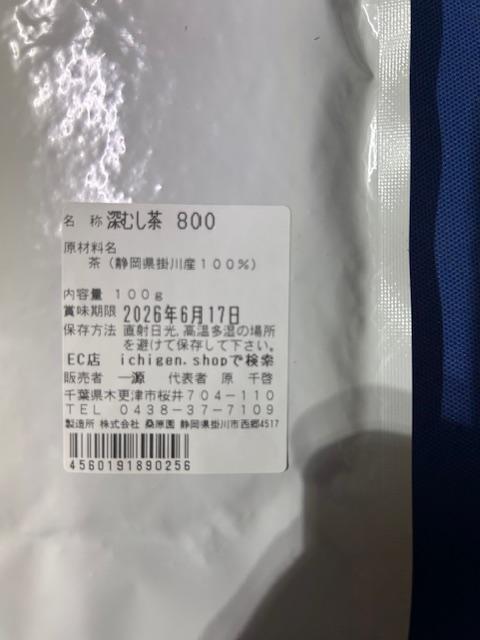 名 称 深むし茶 800
原材料名
茶（静岡県掛川産１００％）
内容量 １００ｇ
賞味期限 2026年6月17日
保存方法 直射日光,高温多湿の場所
を避けて保存して下さい。
EC店 ichigen.shopで検索
販売者 一源 代表者 原 千啓
千葉県木更津市桜井７０４－１１０
ＴＥＬ ０４３８－３７－７１０９
製造所 株式会社 桑原園 静岡県掛川市西郷4517
4560191890256